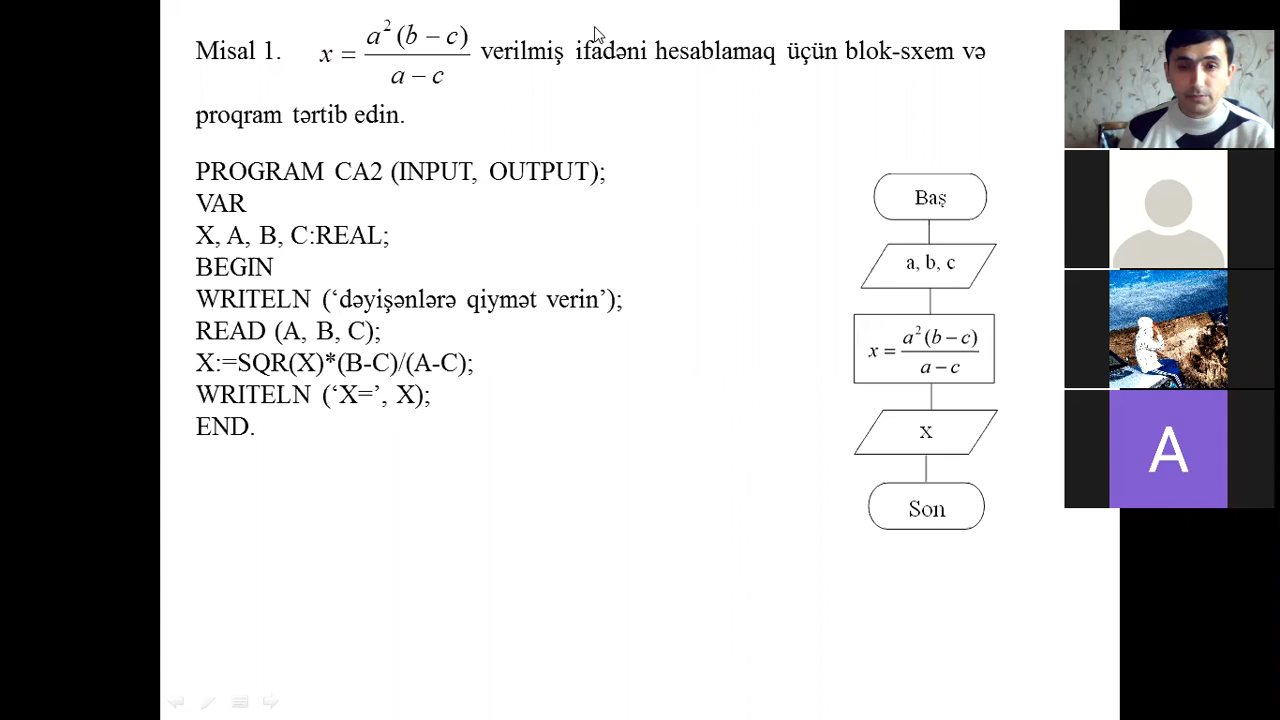 Misal 1. x = a²(b − c) / a − c verilmiş ifadəni hesablamaq üçün blok-sxem və
proqram tərtib edin.
PROGRAM CA2 (INPUT, OUTPUT);
VAR
X, A, B, C:REAL;
BEGIN
WRITELN (‘dəyişənlərə qiymət verin’);
READ (A, B, C);
X:=SQR(X)*(B-C)/(A-C);
WRITELN (‘X=’, X);
END.
Baş
a, b, c
x = a²(b − c) / a − c
X
Son
A